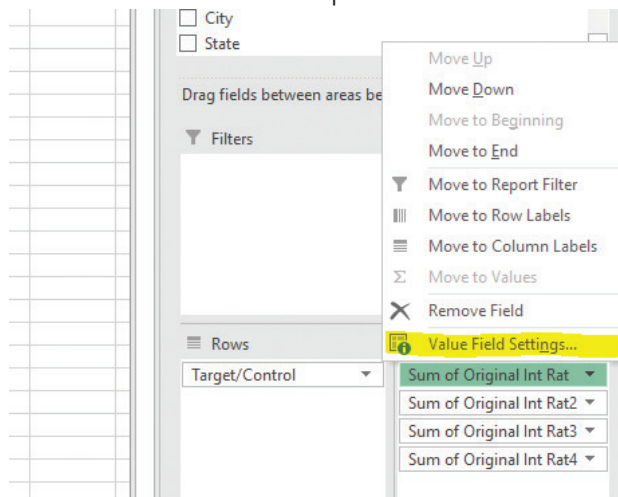 City
State
Drag fields between areas be
Filters
Move Up
Move Down
Move to Beginning
Move to End
Move to Report Filter
Move to Row Labels
Move to Column Labels
Σ Move to Values
Remove Field
Value Field Settings...
Rows
Target/Control
Sum of Original Int Rat
Sum of Original Int Rat2
Sum of Original Int Rat3
Sum of Original Int Rat4